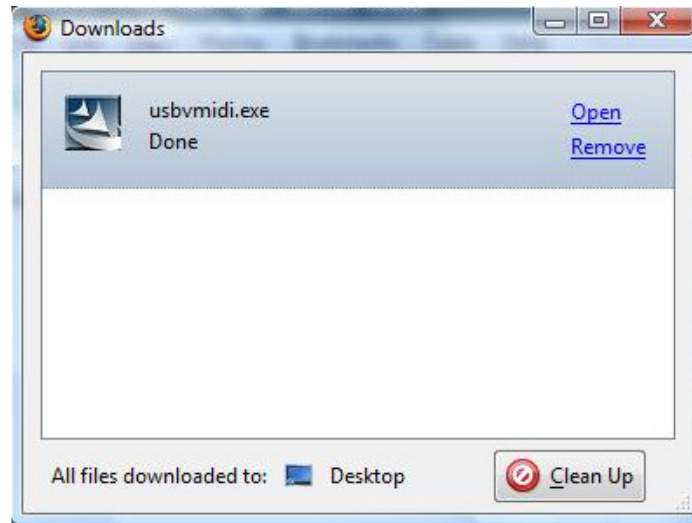 Downloads
usbvmidi.exe
Open
Done
Remove
All files downloaded to: Desktop
Clean Up